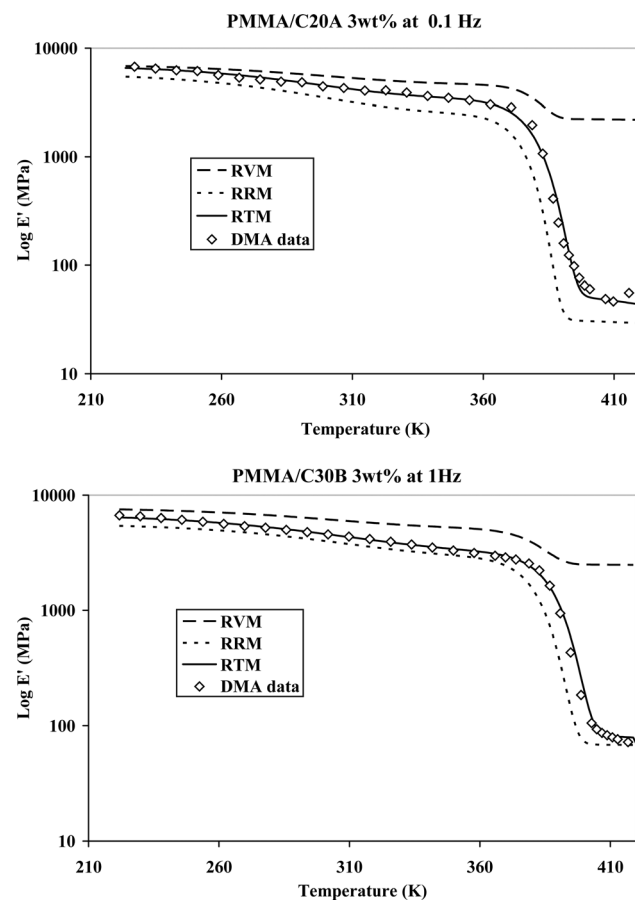 PMMA/C20A 3wt% at 0.1 Hz
10000
1000
100
10
Log E' (MPa)
RVM
RRM
RTM
DMA data
210
260
310
360
410
Temperature (K)
PMMA/C30B 3wt% at 1Hz
10000
1000
100
10
Log E' (MPa)
RVM
RRM
RTM
DMA data
210
260
310
360
410
Temperature (K)